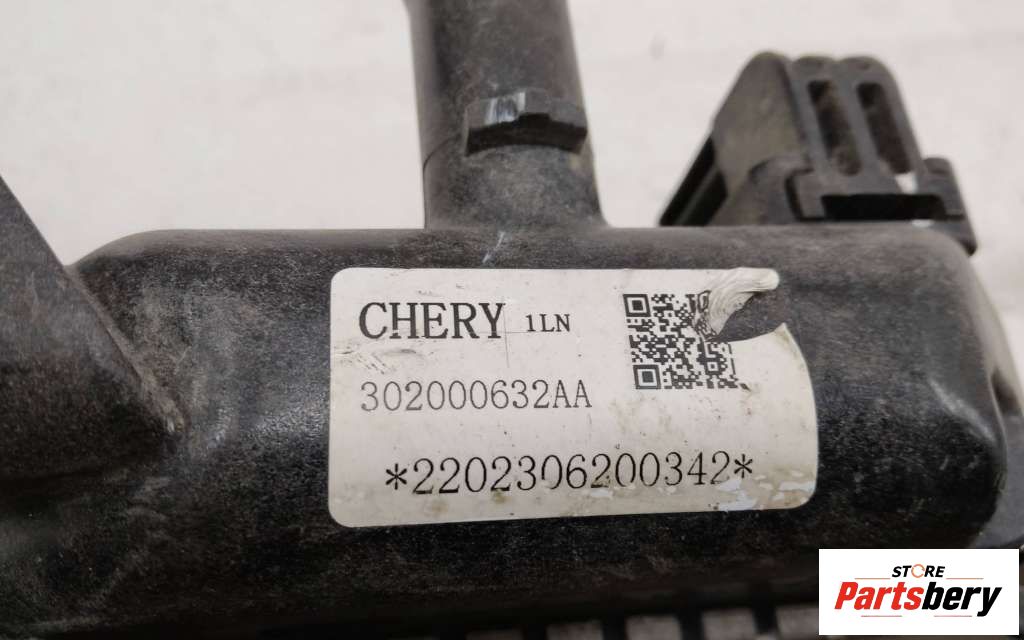 CHERY 1LN
302000632AA
*2202306200342*
STORE
Partsbery